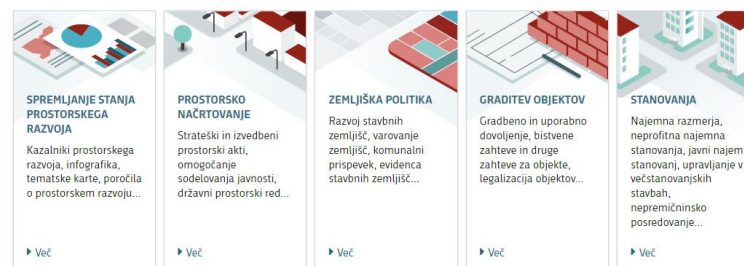 SPREMLJANJE STANJA
PROSTORSKEGA
RAZVOJA
Kazalniki prostorskega
razvoja, infografika,
tematske karte, poročila
o prostorskem razvoju...
Več
PROSTORSKO
NAČRTOVANJE
Strateški in izvedbeni
prostorski akti,
omogočanje
sodelovanja javnosti,
državni prostorski red...
Več
ZEMLJIŠKA POLITIKA
Razvoj stavbnih
zemljišč, varovanje
zemljišč, komunalni
prispevek, evidenca
stavbnih zemljišč...
Več
GRADITEV OBJEKTOV
Gradbeno in uporabno
dovoljenje, bistvene
zahteve in druge
zahteve za objekte,
legalizacija objektov...
Več
STANOVANJA
Najemna razmerja,
neprofitna najemna
stanovanja, javni najem
stanovanj, upravljanje v
večstanovanjskih
stavbah,
nepremičninsko
posredovanje...
Več